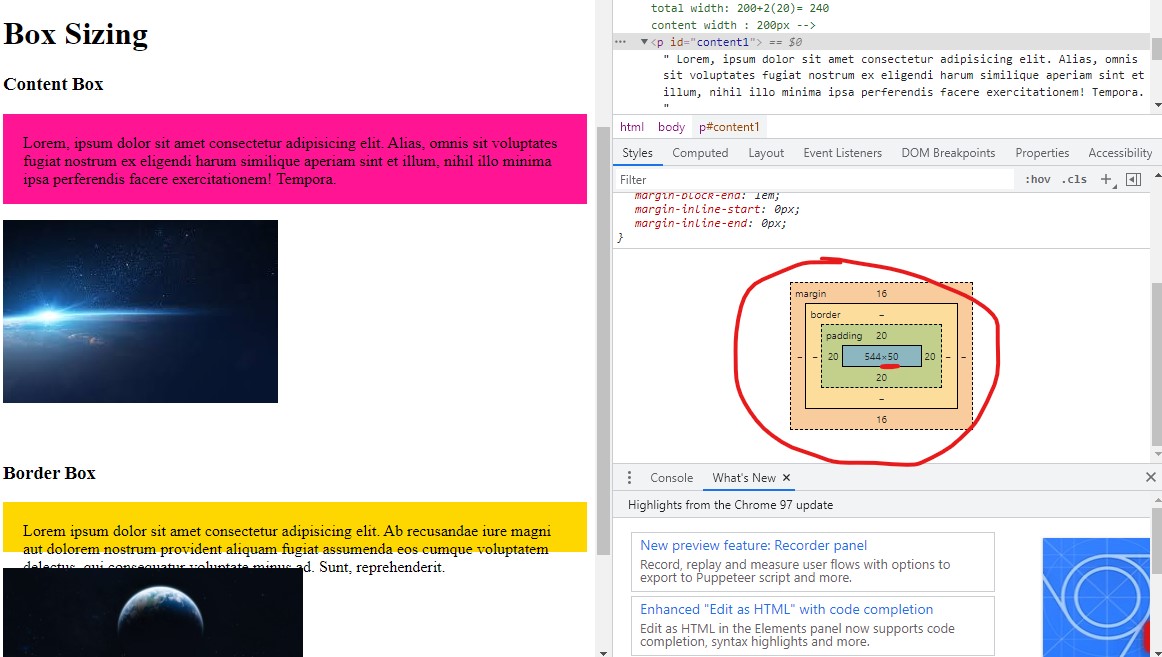 Box Sizing
Content Box
Lorem, ipsum dolor sit amet consectetur adipisicing elit. Alias, omnis sit voluptates
fugiat nostrum ex eligendi harum similique aperiam sint et illum, nihil illo minima
ipsa perferendis facere exercitationem! Tempora.
Border Box
Lorem ipsum dolor sit amet consectetur adipisicing elit. Ab recusandae iure magni
aut dolorem nostrum provident aliquam fugiat assumenda eos cumque voluptatem
delectus, qui consequatur voluptate minus ad. Sunt, reprehenderit.
total width: 200+2(20)= 240
content width : 200px -->
… ▼<p id="content1"> == $0
" Lorem, ipsum dolor sit amet consectetur adipisicing elit. Alias, omnis
sit voluptates fugiat nostrum ex eligendi harum similique aperiam sint et
illum, nihil illo minima ipsa perferendis facere exercitationem! Tempora.
"
html body p#content1
Styles Computed Layout Event Listeners DOM Breakpoints Properties Accessibility
Filter :hov .cls +
margin-block-end: 1em;
margin-inline-start: 0px;
margin-inline-end: 0px;
}
margin 16
border –
padding 20
– – 20 544×50 20 – –
20
–
16
Console What's New ×
Highlights from the Chrome 97 update
New preview feature: Recorder panel
Record, replay and measure user flows with options to
export to Puppeteer script and more.
Enhanced "Edit as HTML" with code completion
Edit as HTML in the Elements panel now supports code
completion, syntax highlights and more.